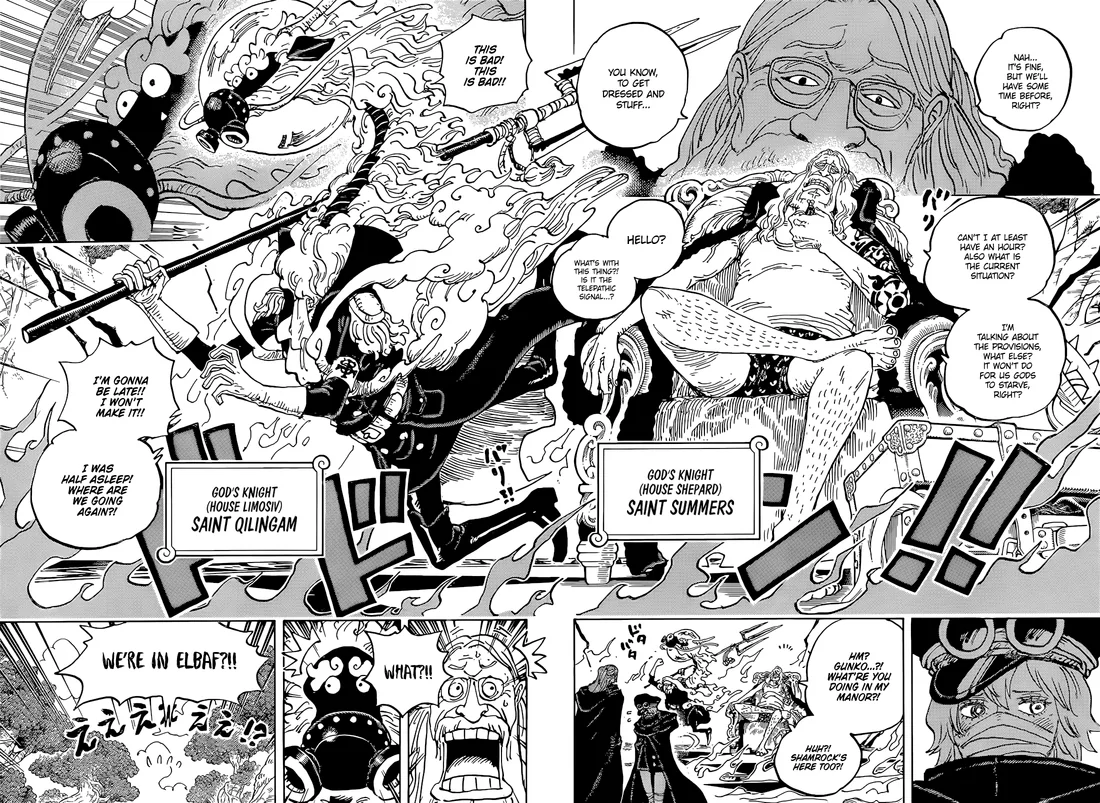 NAH...
IT'S FINE,
BUT WE'LL
HAVE SOME
TIME BEFORE,
RIGHT?
YOU KNOW,
TO GET
DRESSED AND
STUFF...
CAN'T I AT LEAST
HAVE AN HOUR?
ALSO WHAT IS
THE CURRENT
SITUATION?
I'M
TALKING ABOUT
THE PROVISIONS,
WHAT ELSE?
IT WON'T DO
FOR US GODS
TO STARVE,
RIGHT?
HELLO?
WHAT'S WITH
THIS THING?!
IS IT THE
TELEPATHIC
SIGNAL...?
GOD'S KNIGHT
(HOUSE SHEPARD)
SAINT SUMMERS
THIS
IS BAD!
THIS
IS BAD!!
I'M GONNA
BE LATE!!
I WON'T
MAKE IT!!
I WAS
HALF ASLEEP!
WHERE ARE
WE GOING
AGAIN?!
GOD'S KNIGHT
(HOUSE LIMOSIV)
SAINT QILINGAM
ドドン!!
HM?
GUNKO...?!
WHAT'RE YOU
DOING IN MY
MANOR?!
HUH?!
SHAMROCK'S
HERE TOO?!
WHAT?!!
WE'RE IN ELBAF?!!
えええええ!?